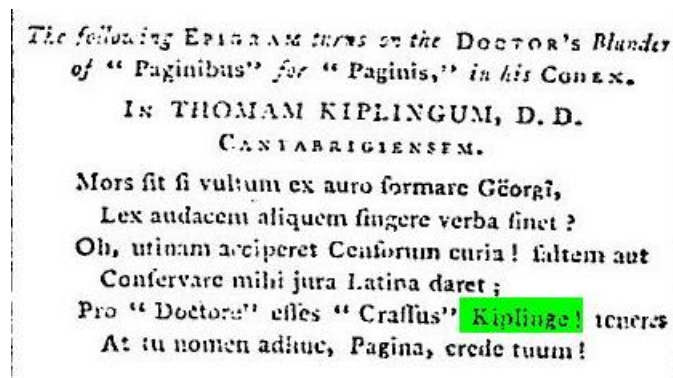 The following EPIGRAM turns on the DOCTOR'S Blunder
of “ Paginibus” for “ Paginis,” in his CODEX.
IN THOMAM KIPLINGUM, D. D.
CANTABRIGIENSEM.
Mors ſit ſi vultum ex auro formare Gëorgî,
Lex audacem aliquem fingere verba ſinet ?
Oh, utinam acciperet Cenſorum curia ! ſaltem aut
Conſervare mihi jura Latina daret ;
Pro “ Doctore” eſſes “ Craſſus” Kiplinge ! teneres
At tu nomen adhuc, Pagina, crede tuum !